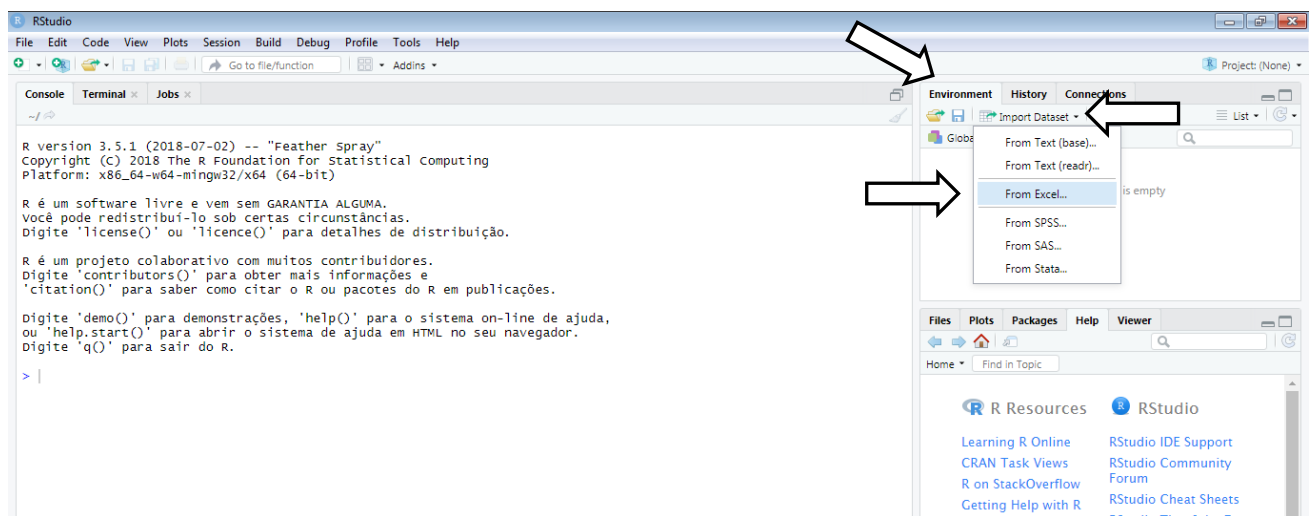 RStudio
File Edit Code View Plots Session Build Debug Profile Tools Help
Go to file/function Addins Project: (None)
Console Terminal Jobs
~/
R version 3.5.1 (2018-07-02) -- "Feather Spray"
Copyright (C) 2018 The R Foundation for Statistical Computing
Platform: x86_64-w64-mingw32/x64 (64-bit)
R é um software livre e vem sem GARANTIA ALGUMA.
Você pode redistribuí-lo sob certas circunstâncias.
Digite 'license()' ou 'licence()' para detalhes de distribuição.
R é um projeto colaborativo com muitos contribuidores.
Digite 'contributors()' para obter mais informações e
'citation()' para saber como citar o R ou pacotes do R em publicações.
Digite 'demo()' para demonstrações, 'help()' para o sistema on-line de ajuda,
ou 'help.start()' para abrir o sistema de ajuda em HTML no seu navegador.
Digite 'q()' para sair do R.
>
Environment History Connections
Import Dataset List
Globa
From Text (base)...
From Text (readr)...
From Excel... is empty
From SPSS...
From SAS...
From Stata...
Files Plots Packages Help Viewer
Home Find in Topic
R Resources
Learning R Online
CRAN Task Views
R on StackOverflow
Getting Help with R
RStudio
RStudio IDE Support
RStudio Community
Forum
RStudio Cheat Sheets